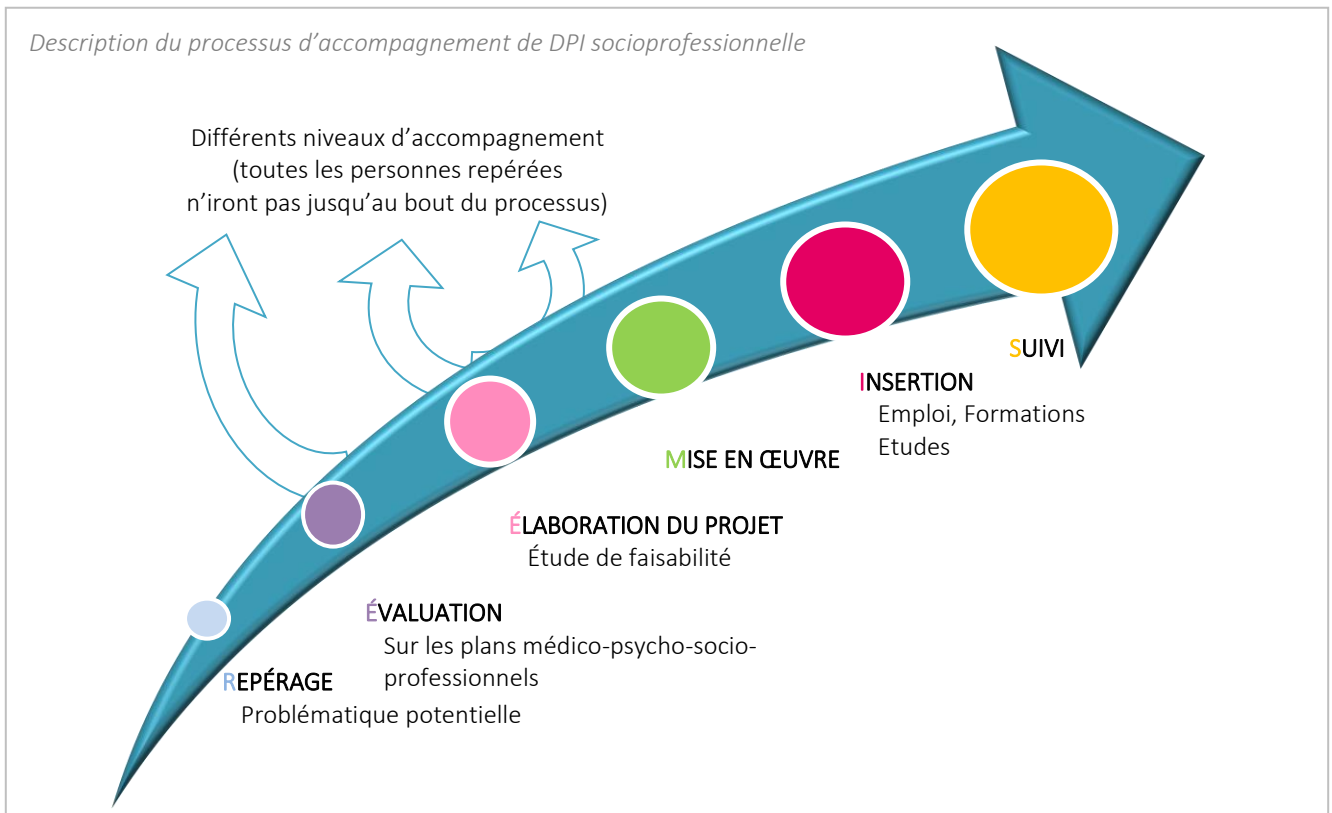 Description du processus d’accompagnement de DPI socioprofessionnelle
Différents niveaux d’accompagnement
(toutes les personnes repérées
n’iront pas jusqu’au bout du processus)
SUIVI
INSERTION
Emploi, Formations
Etudes
MISE EN ŒUVRE
ÉLABORATION DU PROJET
Étude de faisabilité
ÉVALUATION
Sur les plans médico-psycho-socio-
professionnels
REPÉRAGE
Problématique potentielle